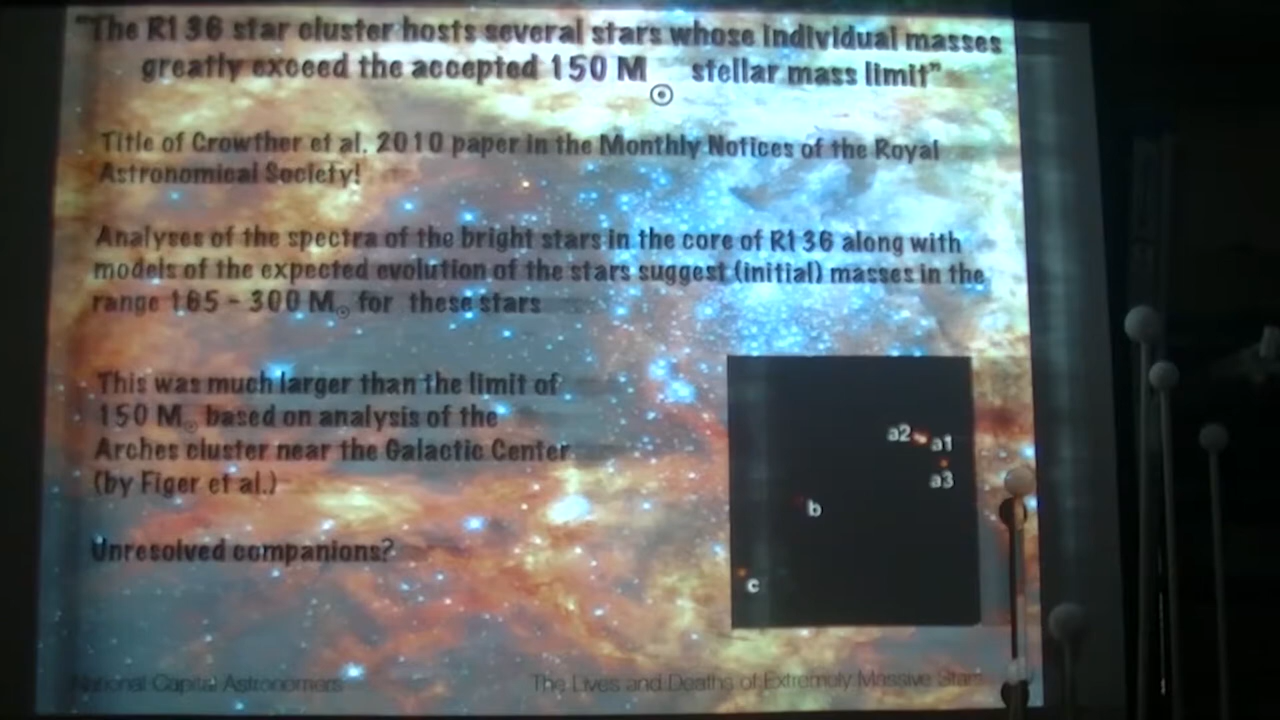 "The R136 star cluster hosts several stars whose individual masses
greatly exceed the accepted 150 M☉ stellar mass limit"
Title of Crowther et al. 2010 paper in the Monthly Notices of the Royal
Astronomical Society!
Analyses of the spectra of the bright stars in the core of R136 along with
models of the expected evolution of the stars suggest (initial) masses in the
range 165 - 300 M☉ for these stars
This was much larger than the limit of
150 M☉ based on analysis of the
Arches cluster near the Galactic Center
(by Figer et al.)
Unresolved companions?
a2 a1
a3
b
c
National Capital Astronomers The Lives and Deaths of Extremely Massive Stars